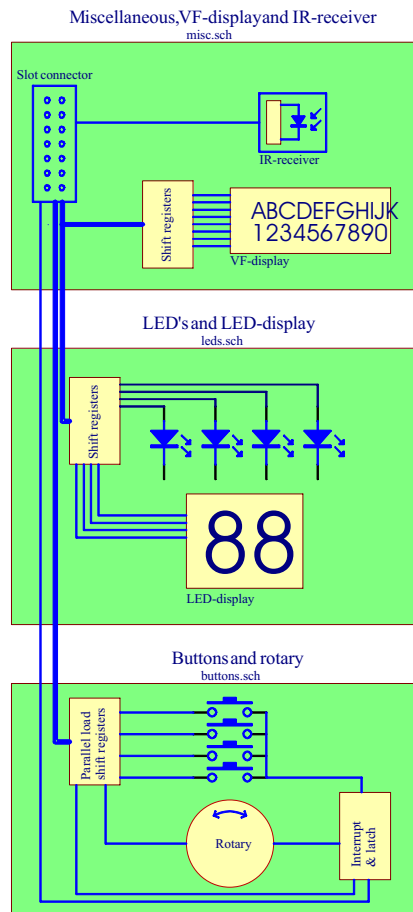 Miscellaneous,VF-display and IR-receiver
misc.sch
Slot connector
IR-receiver
Shift registers
ABCDEFGHIJK
1234567890
VF-display
LED's and LED-display
leds.sch
Shift registers
88
LED-display
Buttons and rotary
buttons.sch
Parallel load
shift registers
Rotary
Interrupt
& latch